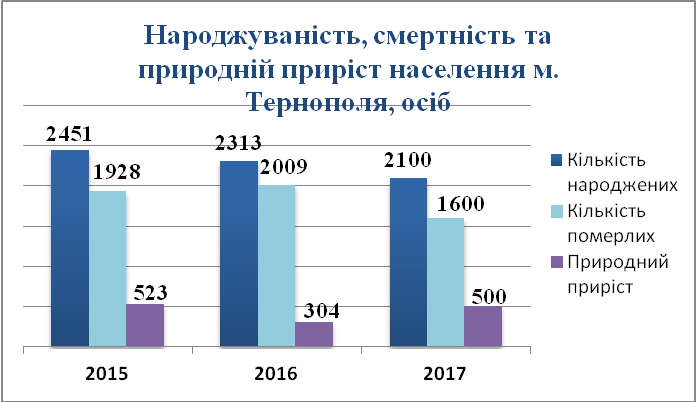 Народжуваність, смертність та
природній приріст населення м.
Тернополя, осіб
2451
1928
523
2313
2009
304
2100
1600
500
2015
2016
2017
Кількість
народжених
Кількість
померлих
Природний
приріст